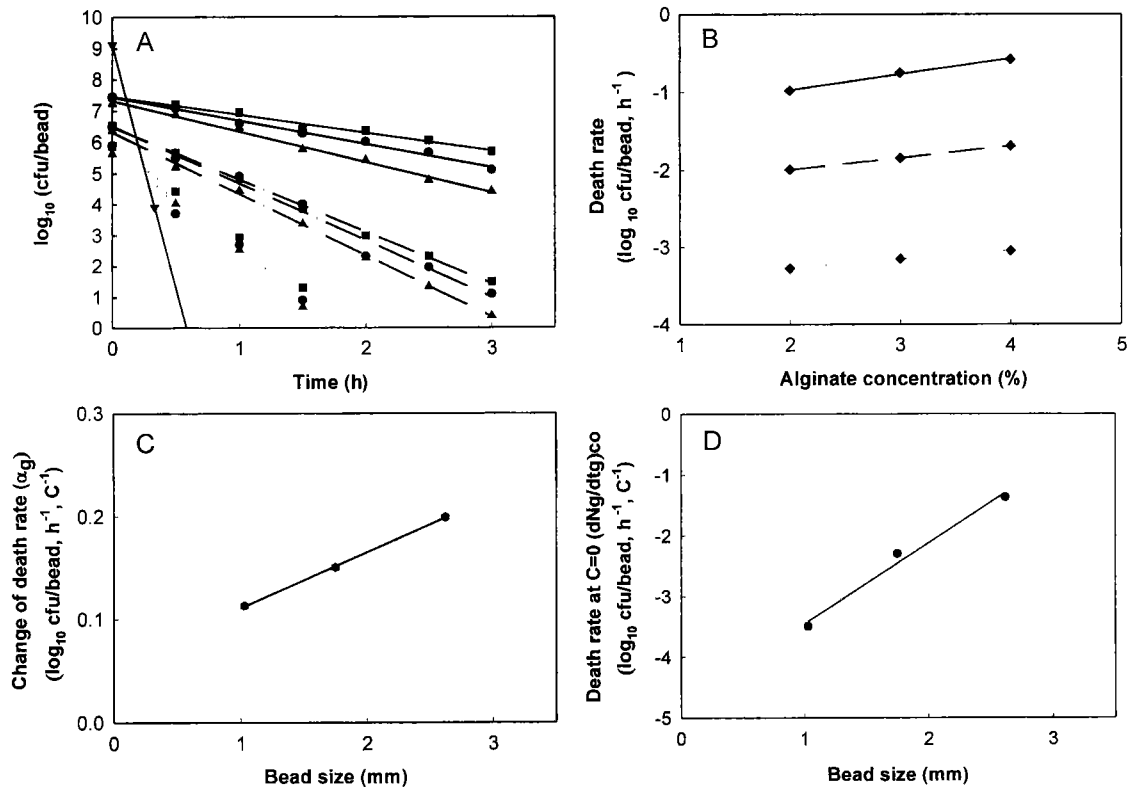 A
10
9
8
7
6
5
4
3
2
1
0
log10 (cfu/bead)
0
1
2
3
Time (h)
B
-0
-1
-2
-3
-4
Death rate
(log 10 cfu/bead, h-1)
1
2
3
4
5
Alginate concentration (%)
C
0.3
0.2
0.1
0.0
Change of death rate (αg)
(log10 cfu/bead, h-1, C-1)
0
1
2
3
Bead size (mm)
D
0
-1
-2
-3
-4
-5
Death rate at C=0 (dNg/dtg)co
(log10 cfu/bead, h-1, C-1)
0
1
2
3
Bead size (mm)